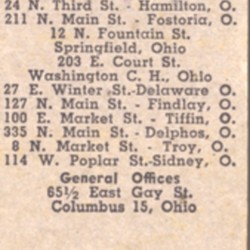 24 N. Third St. - Hamilton, O.
211 N. Main St. - Fostoria, O.
12 N. Fountain St.
Springfield, Ohio
203 E. Court St.
Washington C. H., Ohio
27 E. Winter St.-Delaware O.
127 N. Main St. - Findlay, O.
100 E. Market St. - Tiffin, O.
335 N. Main St. - Delphos, O.
8 N. Market St. - Troy, O.
114 W. Poplar St.-Sidney, O.
General Offices
65½ East Gay St.
Columbus 15, Ohio